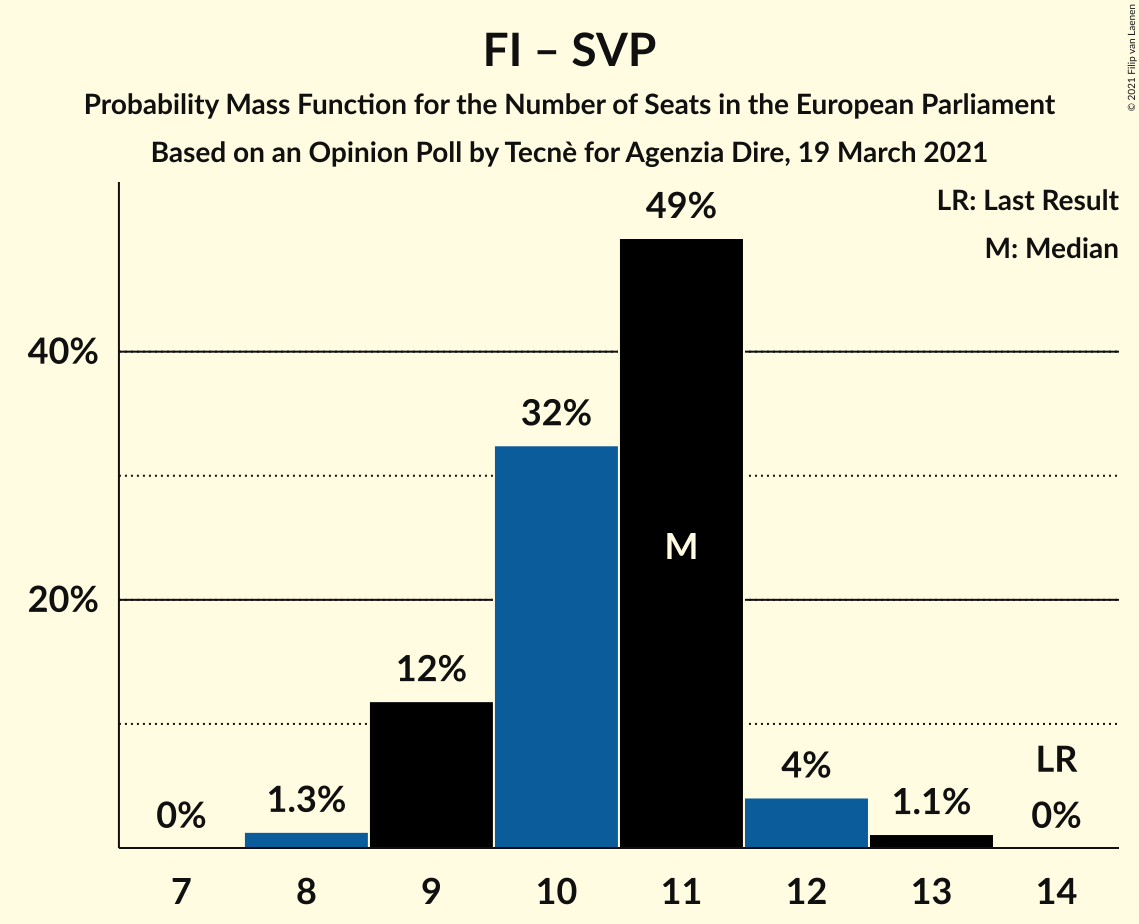 FI – SVP
Probability Mass Function for the Number of Seats in the European Parliament
Based on an Opinion Poll by Tecnè for Agenzia Dire, 19 March 2021
© 2021 Filip van Laenen
LR: Last Result
M: Median
49%
40%
32%
M
20%
12%
LR
4%
1.3%
1.1%
0%
0%
7 8 9 10 11 12 13 14